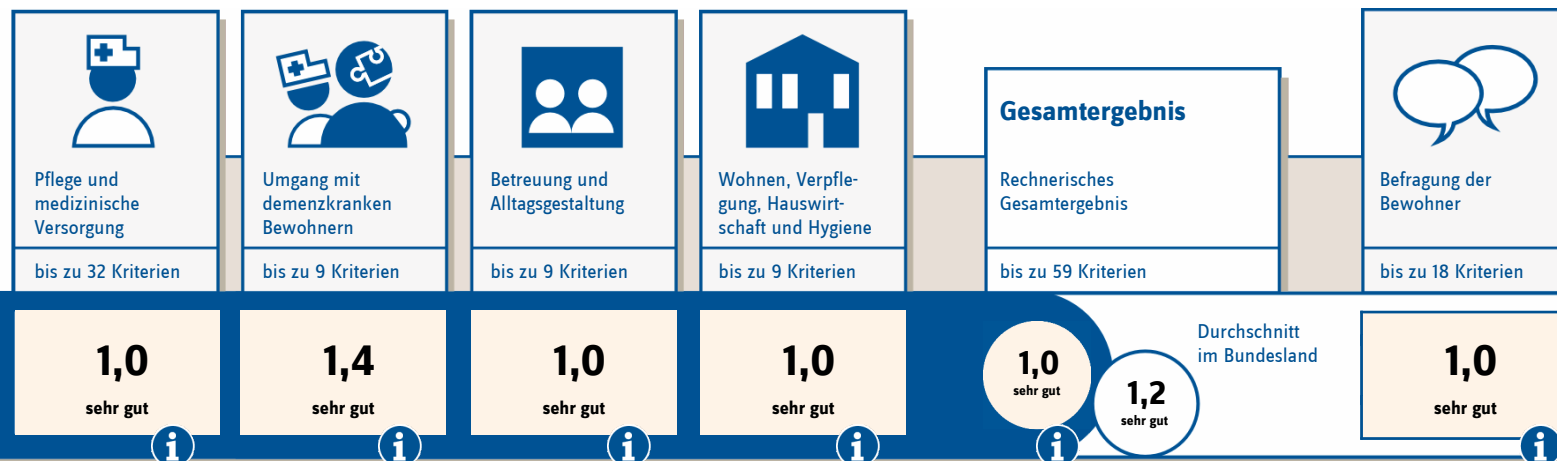 Pflege und
medizinische
Versorgung
bis zu 32 Kriterien
1,0
sehr gut
Umgang mit
demenzkranken
Bewohnern
bis zu 9 Kriterien
1,4
sehr gut
Betreuung und
Alltagsgestaltung
bis zu 9 Kriterien
1,0
sehr gut
Wohnen, Verpfle-
gung, Hauswirt-
schaft und Hygiene
bis zu 9 Kriterien
1,0
sehr gut
Gesamtergebnis
Rechnerisches
Gesamtergebnis
bis zu 59 Kriterien
1,0
sehr gut
1,2
sehr gut
Durchschnitt
im Bundesland
Befragung der
Bewohner
bis zu 18 Kriterien
1,0
sehr gut